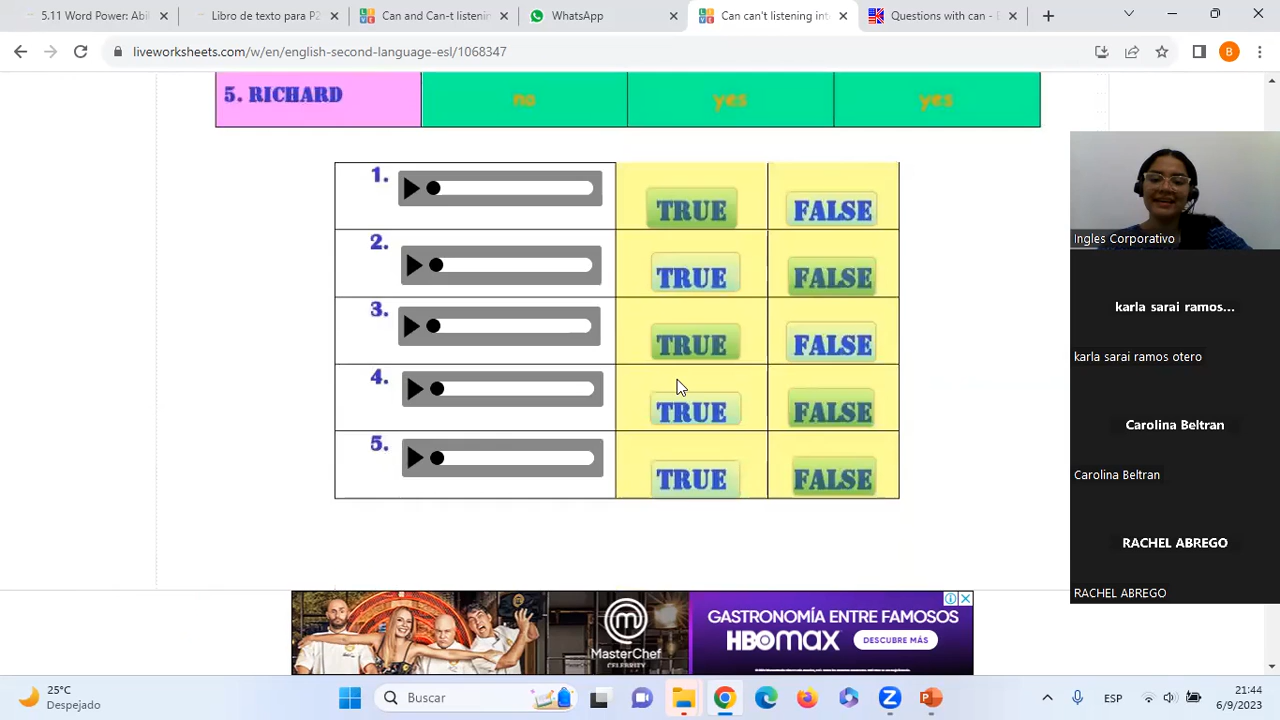 5.11 Word Power: Abil
Libro de texto para P2
Can and Can-t listenin
WhatsApp
Can can't listening int
Questions with can - E
liveworksheets.com/w/en/english-second-language-esl/1068347
B
5. RICHARD
no
yes
yes
1.
TRUE
FALSE
2.
TRUE
FALSE
3.
TRUE
FALSE
4.
TRUE
FALSE
5.
TRUE
FALSE
Ingles Corporativo
karla sarai ramos...
karla sarai ramos otero
Carolina Beltran
Carolina Beltran
RACHEL ABREGO
RACHEL ABREGO
MASTERCHEF
CELEBRITY
GASTRONOMÍA ENTRE FAMOSOS
HBOMAX
DESCUBRE MÁS
25°C
Despejado
Buscar
ESP
21:44
6/9/2023